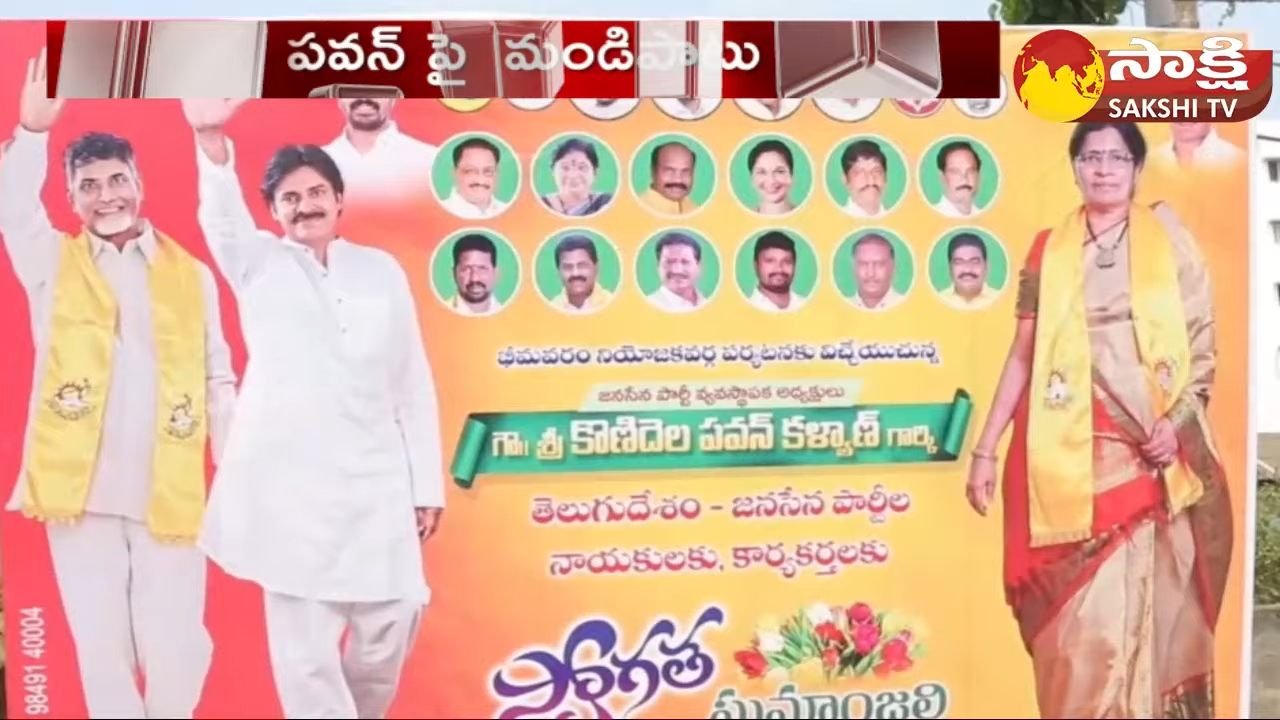 పవన్ పై మండిపాటు
సాక్షి
SAKSHI TV
భీమవరం నియోజకవర్గ పర్యటనకు విచ్చేయుచున్న
జనసేన పార్టీ వ్యవస్థాపక అధ్యక్షులు
గౌ॥ శ్రీ కొణిదెల పవన్ కళ్యాణ్ గార్కి
తెలుగుదేశం - జనసేన పార్టీల
నాయకులకు, కార్యకర్తలకు
స్వాగత
సుమాంజలి
98491 40004